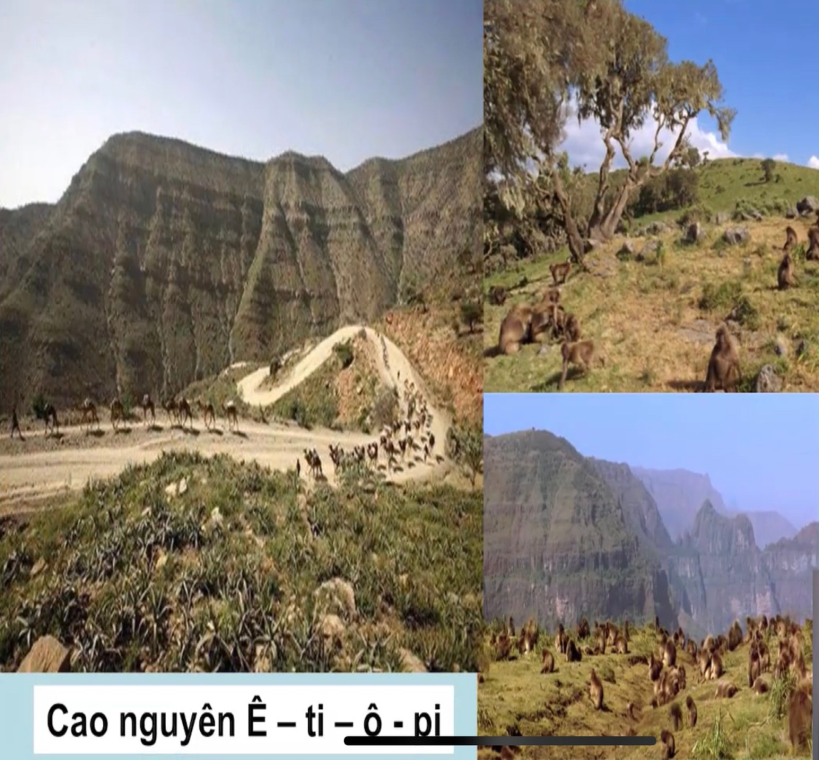 Cao nguyên Ê – ti – ô - pi